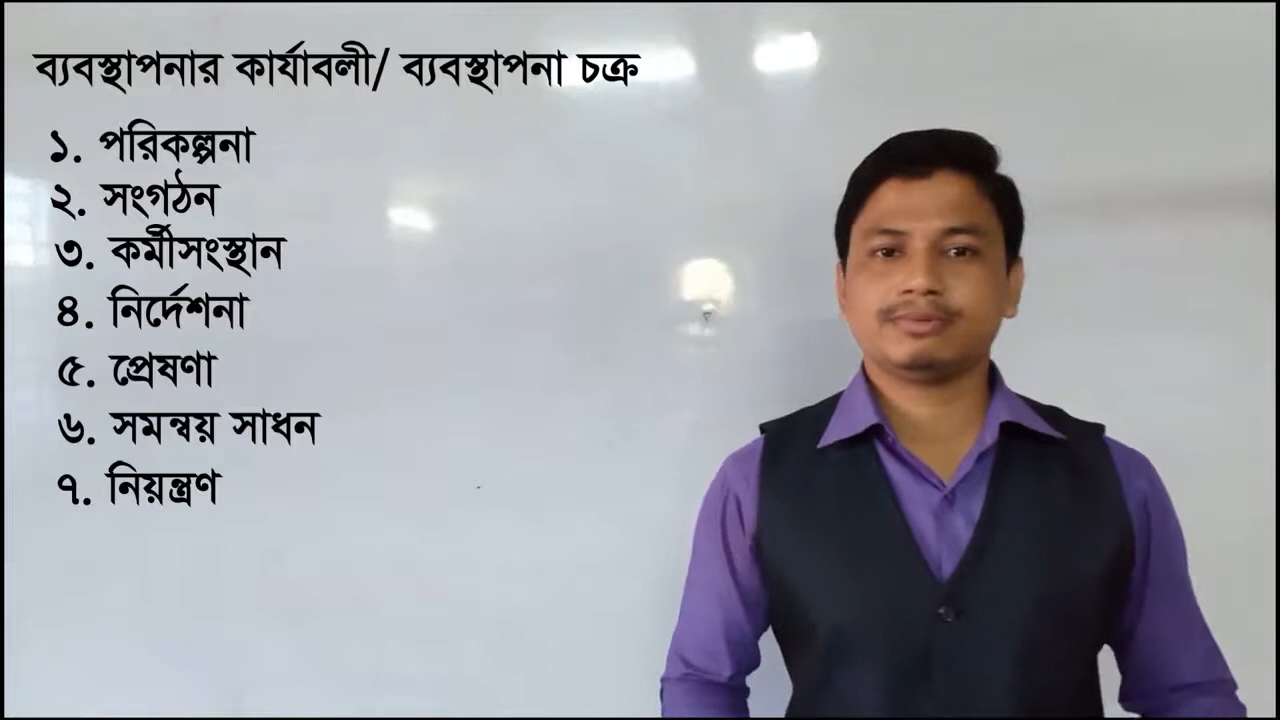 ব্যবস্থাপনার কার্যাবলী/ ব্যবস্থাপনা চক্র
১. পরিকল্পনা
২. সংগঠন
৩. কর্মীসংস্থান
৪. নির্দেশনা
৫. প্রেষণা
৬. সমন্বয় সাধন
৭. নিয়ন্ত্রণ